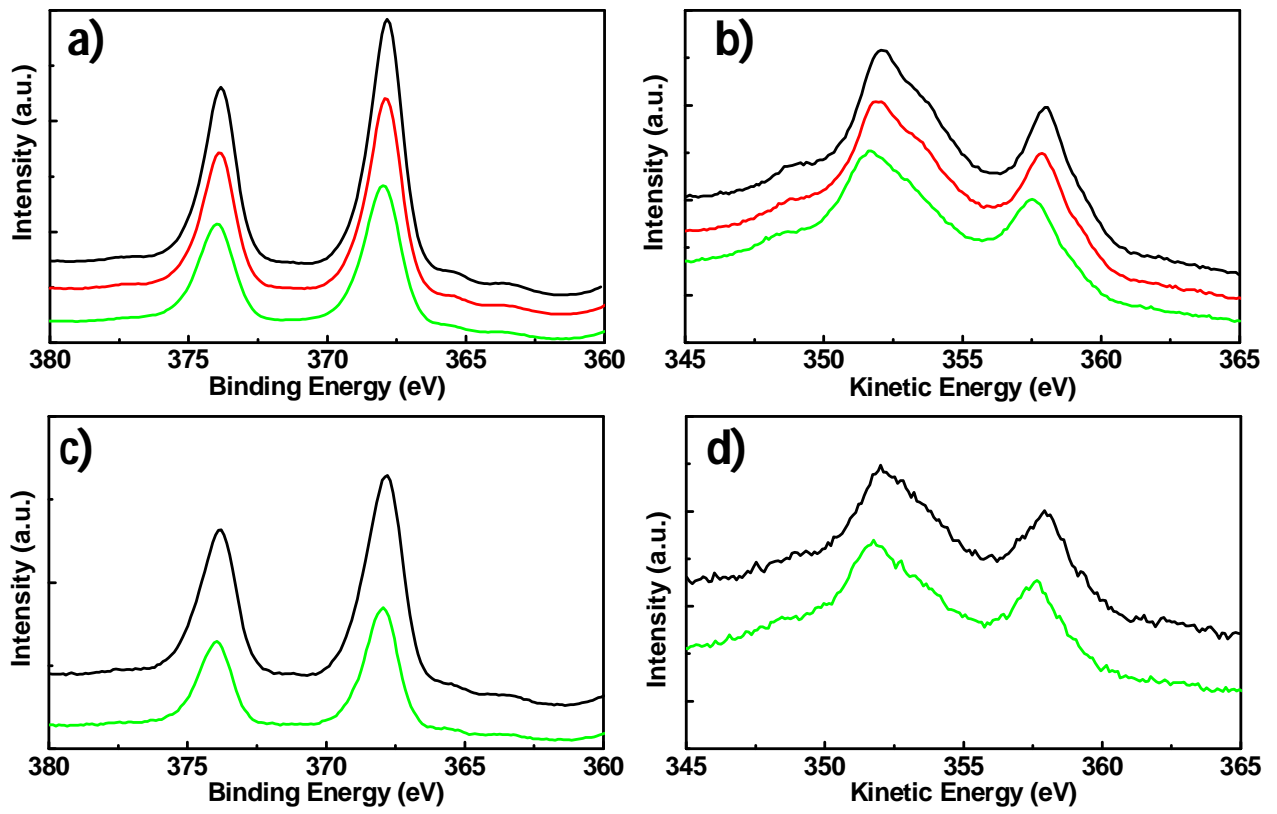 a)
Intensity (a.u.)
380 375 370 365 360
Binding Energy (eV)
b)
Intensity (a.u.)
345 350 355 360 365
Kinetic Energy (eV)
c)
Intensity (a.u.)
380 375 370 365 360
Binding Energy (eV)
d)
Intensity (a.u.)
345 350 355 360 365
Kinetic Energy (eV)